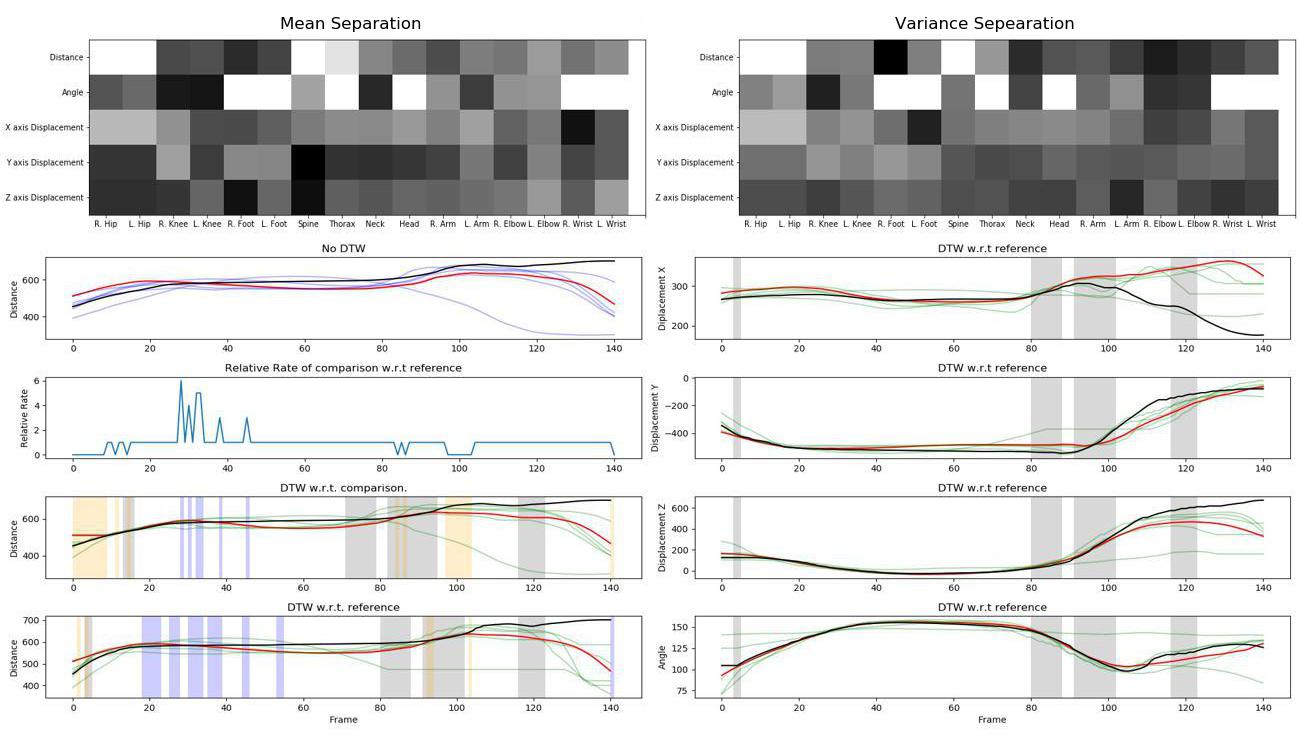 Mean Separation
Distance
Angle
X axis Displacement
Y axis Displacement
Z axis Displacement
R. Hip L. Hip R. Knee L. Knee R. Foot L. Foot Spine Thorax Neck Head R. Arm L. Arm R. Elbow L. Elbow R. Wrist L. Wrist
Variance Sepearation
Distance
Angle
X axis Displacement
Y axis Displacement
Z axis Displacement
R. Hip L. Hip R. Knee L. Knee R. Foot L. Foot Spine Thorax Neck Head R. Arm L. Arm R. Elbow L. Elbow R. Wrist L. Wrist
No DTW
Distance
600
400
0 20 40 60 80 100 120 140
Relative Rate of comparison w.r.t reference
Relative Rate
6
4
2
0
0 20 40 60 80 100 120 140
DTW w.r.t. comparison.
Distance
600
400
0 20 40 60 80 100 120 140
DTW w.r.t. reference
Distance
700
600
500
400
0 20 40 60 80 100 120 140
Frame
DTW w.r.t reference
Diplacement X
300
200
0 20 40 60 80 100 120 140
DTW w.r.t reference
Displacement Y
0
−200
−400
0 20 40 60 80 100 120 140
DTW w.r.t reference
Displacement Z
600
400
200
0
0 20 40 60 80 100 120 140
DTW w.r.t reference
Angle
150
125
100
75
0 20 40 60 80 100 120 140
Frame